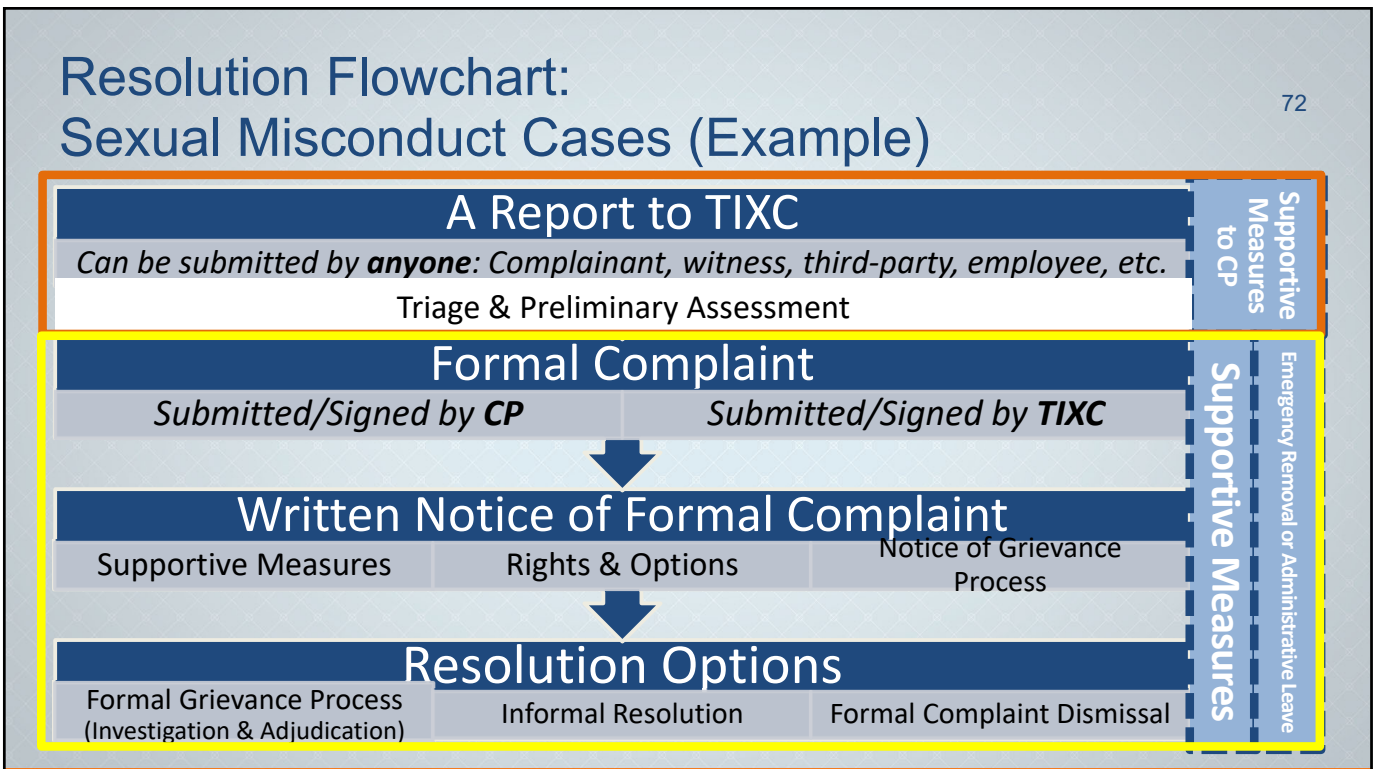 Resolution Flowchart:
Sexual Misconduct Cases (Example)
72
A Report to TIXC
Can be submitted by anyone: Complainant, witness, third-party, employee, etc.
Triage & Preliminary Assessment
Supportive
Measures
to CP
Formal Complaint
Submitted/Signed by CP
Submitted/Signed by TIXC
Written Notice of Formal Complaint
Supportive Measures
Rights & Options
Notice of Grievance
Process
Resolution Options
Formal Grievance Process
(Investigation & Adjudication)
Informal Resolution
Formal Complaint Dismissal
Supportive Measures
Emergency Removal or Administrative Leave